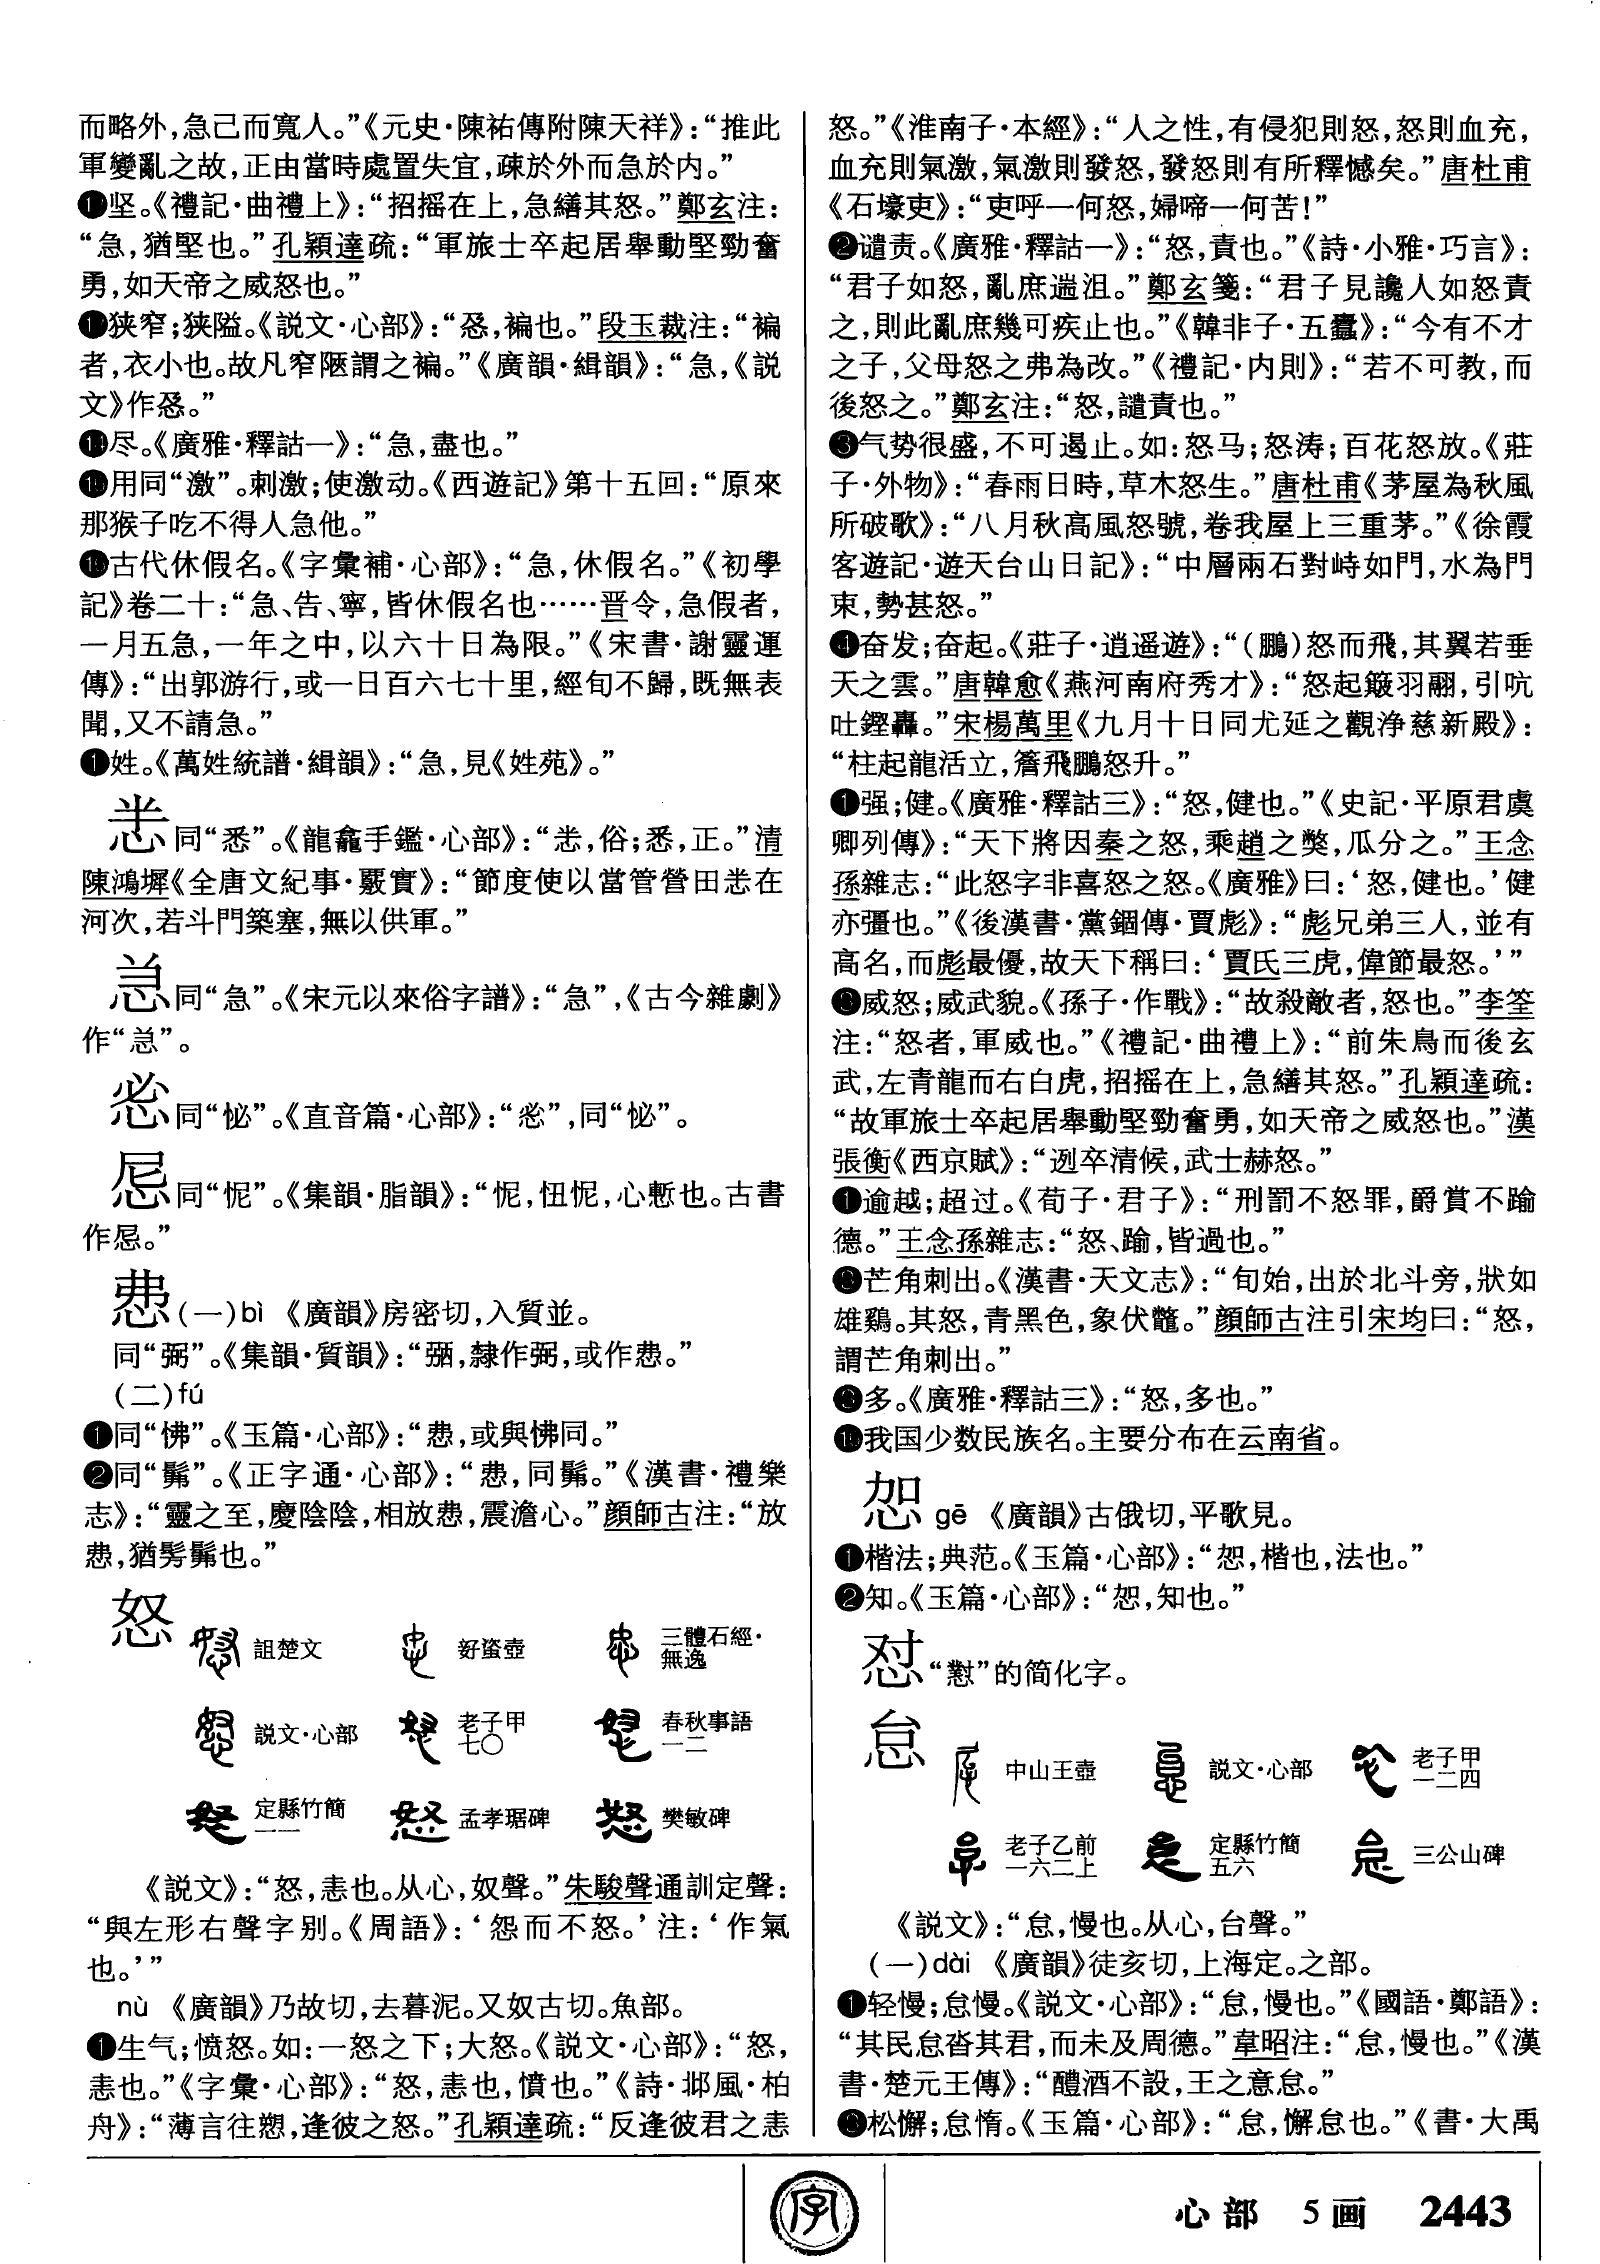 而略外，急己而寬人。”《元史·陳祐傳附陳天祥》：“推此
軍變亂之故，正由當時處置失宜，疎於外而急於内。”
❶坚。《禮記·曲禮上》：“招摇在上，急繕其怒。”鄭玄注：
“急，猶堅也。”孔穎達疏：“軍旅士卒起居舉動堅勁奮
勇，如天帝之威怒也。”
❶狭窄；狭隘。《説文·心部》：“㤂，褊也。”段玉裁注：“褊
者，衣小也。故凡窄陋謂之褊。”《廣韻·緝韻》：“急，《説
文》作㤂。”
尽。《廣雅·釋詁一》：“急，盡也。”
用同“激”。刺激；使激动。《西遊記》第十五回：“原來
那猴子吃不得人急他。”
古代休假名。《字彙補·心部》：“急，休假名。”《初學
記》卷二十：“急、告、寧，皆休假名也……晋令，急假者，
一月五急，一年之中，以六十日為限。”《宋書·謝靈運
傳》：“出郭游行，或一日百六七十里，經旬不歸，既無表
聞，又不請急。”
❶姓。《萬姓統譜·緝韻》：“急，見《姓苑》。”
同“悉”。《龍龕手鑑·心部》：“，俗；悉，正。”清
陳鴻墀《全唐文紀事·覈實》：“節度使以當管營田在
河次，若斗門築塞，無以供軍。”
同“急”。《宋元以來俗字譜》：“急”，《古今雜劇》
作“”。
同“怭”。《直音篇·心部》：“”，同“怭”。
同“怩”。《集韻·脂韻》：“怩，忸怩，心慙也。古書
作。”
㤄(一)bì 《廣韻》房密切，入質並。
同“弼”。《集韻·質韻》：“弼，隸作弼，或作㤄。”
(二)fú
❶同“怫”。《玉篇·心部》：“㤄，或與怫同。”
❷同“髴”。《正字通·心部》：“㤄，同髴。”《漢書·禮樂
志》：“靈之至，慶陰陰，相放㤄，震澹心。”顔師古注：“放
㤄，猶髣髴也。”
怒 詛楚文 好盗壺 三體石經·無逸
説文·心部 老子甲七〇 春秋事語一二
定縣竹簡一一 孟孝琚碑 樊敏碑
《説文》：“怒，恚也。从心，奴聲。”朱駿聲通訓定聲：
“與左形右聲字别。《周語》：‘怨而不怒。’注：‘作氣
也。’”
nù 《廣韻》乃故切，去暮泥。又奴古切。魚部。
❶生气；愤怒。如：一怒之下；大怒。《説文·心部》：“怒，
恚也。”《字彙·心部》：“怒，恚也，憤也。”《詩·邶風·柏
舟》：“薄言往愬，逢彼之怒。”孔穎達疏：“反逢彼君之恚
怒。”《淮南子·本經》：“人之性，有侵犯則怒，怒則血充，
血充則氣激，氣激則發怒，發怒則有所釋憾矣。”唐杜甫
《石壕吏》：“吏呼一何怒，婦啼一何苦！”
❷谴责。《廣雅·釋詁一》：“怒，責也。”《詩·小雅·巧言》：
“君子如怒，亂庶遄沮。”鄭玄箋：“君子見讒人如怒責
之，則此亂庶幾可疾止也。”《韓非子·五蠹》：“今有不才
之子，父母怒之弗為改。”《禮記·内則》：“若不可教，而
後怒之。”鄭玄注：“怒，譴責也。”
❸气势很盛，不可遏止。如：怒马；怒涛；百花怒放。《莊
子·外物》：“春雨日時，草木怒生。”唐杜甫《茅屋為秋風
所破歌》：“八月秋高風怒號，卷我屋上三重茅。”《徐霞
客遊記·遊天台山日記》：“中層兩石對峙如門，水為門
束，勢甚怒。”
❹奋发；奋起。《莊子·逍遥遊》：“(鵬)怒而飛，其翼若垂
天之雲。”唐韓愈《燕河南府秀才》：“怒起簸羽翮，引吭
吐鏗轟。”宋楊萬里《九月十日同尤延之觀浄慈新殿》：
“柱起龍活立，簷飛鵬怒升。”
❶强；健。《廣雅·釋詁三》：“怒，健也。”《史記·平原君虞
卿列傳》：“天下將因秦之怒，乘趙之獘，瓜分之。”王念
孫雜志：“此怒字非喜怒之怒。《廣雅》曰：‘怒，健也。’健
亦彊也。”《後漢書·黨錮傳·賈彪》：“彪兄弟三人，並有
高名，而彪最優，故天下稱曰：‘賈氏三虎，偉節最怒。’”
威怒；威武貌。《孫子·作戰》：“故殺敵者，怒也。”李筌
注：“怒者，軍威也。”《禮記·曲禮上》：“前朱鳥而後玄
武，左青龍而右白虎，招摇在上，急繕其怒。”孔穎達疏：
“故軍旅士卒起居舉動堅勁奮勇，如天帝之威怒也。”漢
張衡《西京賦》：“迾卒清候，武士赫怒。”
❶逾越；超过。《荀子·君子》：“刑罰不怒罪，爵賞不踰
德。”王念孫雜志：“怒、踰，皆過也。”
芒角刺出。《漢書·天文志》：“旬始，出於北斗旁，狀如
雄鷄。其怒，青黑色，象伏鼈。”顔師古注引宋均曰：“怒，
謂芒角刺出。”
多。《廣雅·釋詁三》：“怒，多也。”
我国少数民族名。主要分布在云南省。
㤎 gē 《廣韻》古俄切，平歌見。
❶楷法；典范。《玉篇·心部》：“㤎，楷也，法也。”
❷知。《玉篇·心部》：“㤎，知也。”
怼“懟”的简化字。
怠 中山王壺 説文·心部 老子甲一二四
老子乙前一六二上 定縣竹簡五六 三公山碑
《説文》：“怠，慢也。从心，台聲。”
(一)dài 《廣韻》徒亥切，上海定。之部。
❶轻慢；怠慢。《説文·心部》：“怠，慢也。”《國語·鄭語》：
“其民怠沓其君，而未及周德。”韋昭注：“怠，慢也。”《漢
書·楚元王傳》：“醴酒不設，王之意怠。”
松懈；怠惰。《玉篇·心部》：“怠，懈怠也。”《書·大禹
字
心部 5画 2443